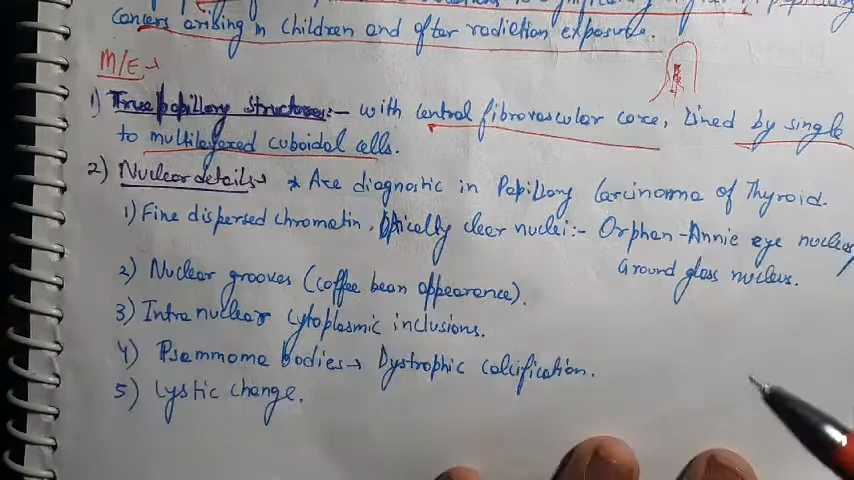 cancers arising in children and after radiation exposure.
M/E→
1) True papillary structures:- with central fibrovascular core, Lined by single
to multilayered cuboidal cells.
2) Nuclear details→ * Are diagnostic in Papillary Carcinoma of Thyroid.
1) Fine dispersed chromatin, Optically clear nuclei:- Orphan-Annie eye nucleus/
Ground glass nucleus.
2) Nuclear grooves (coffee bean appearance).
3) Intra nuclear cytoplasmic inclusions.
4) Psammoma bodies→ Dystrophic calcification.
5) Cystic change.